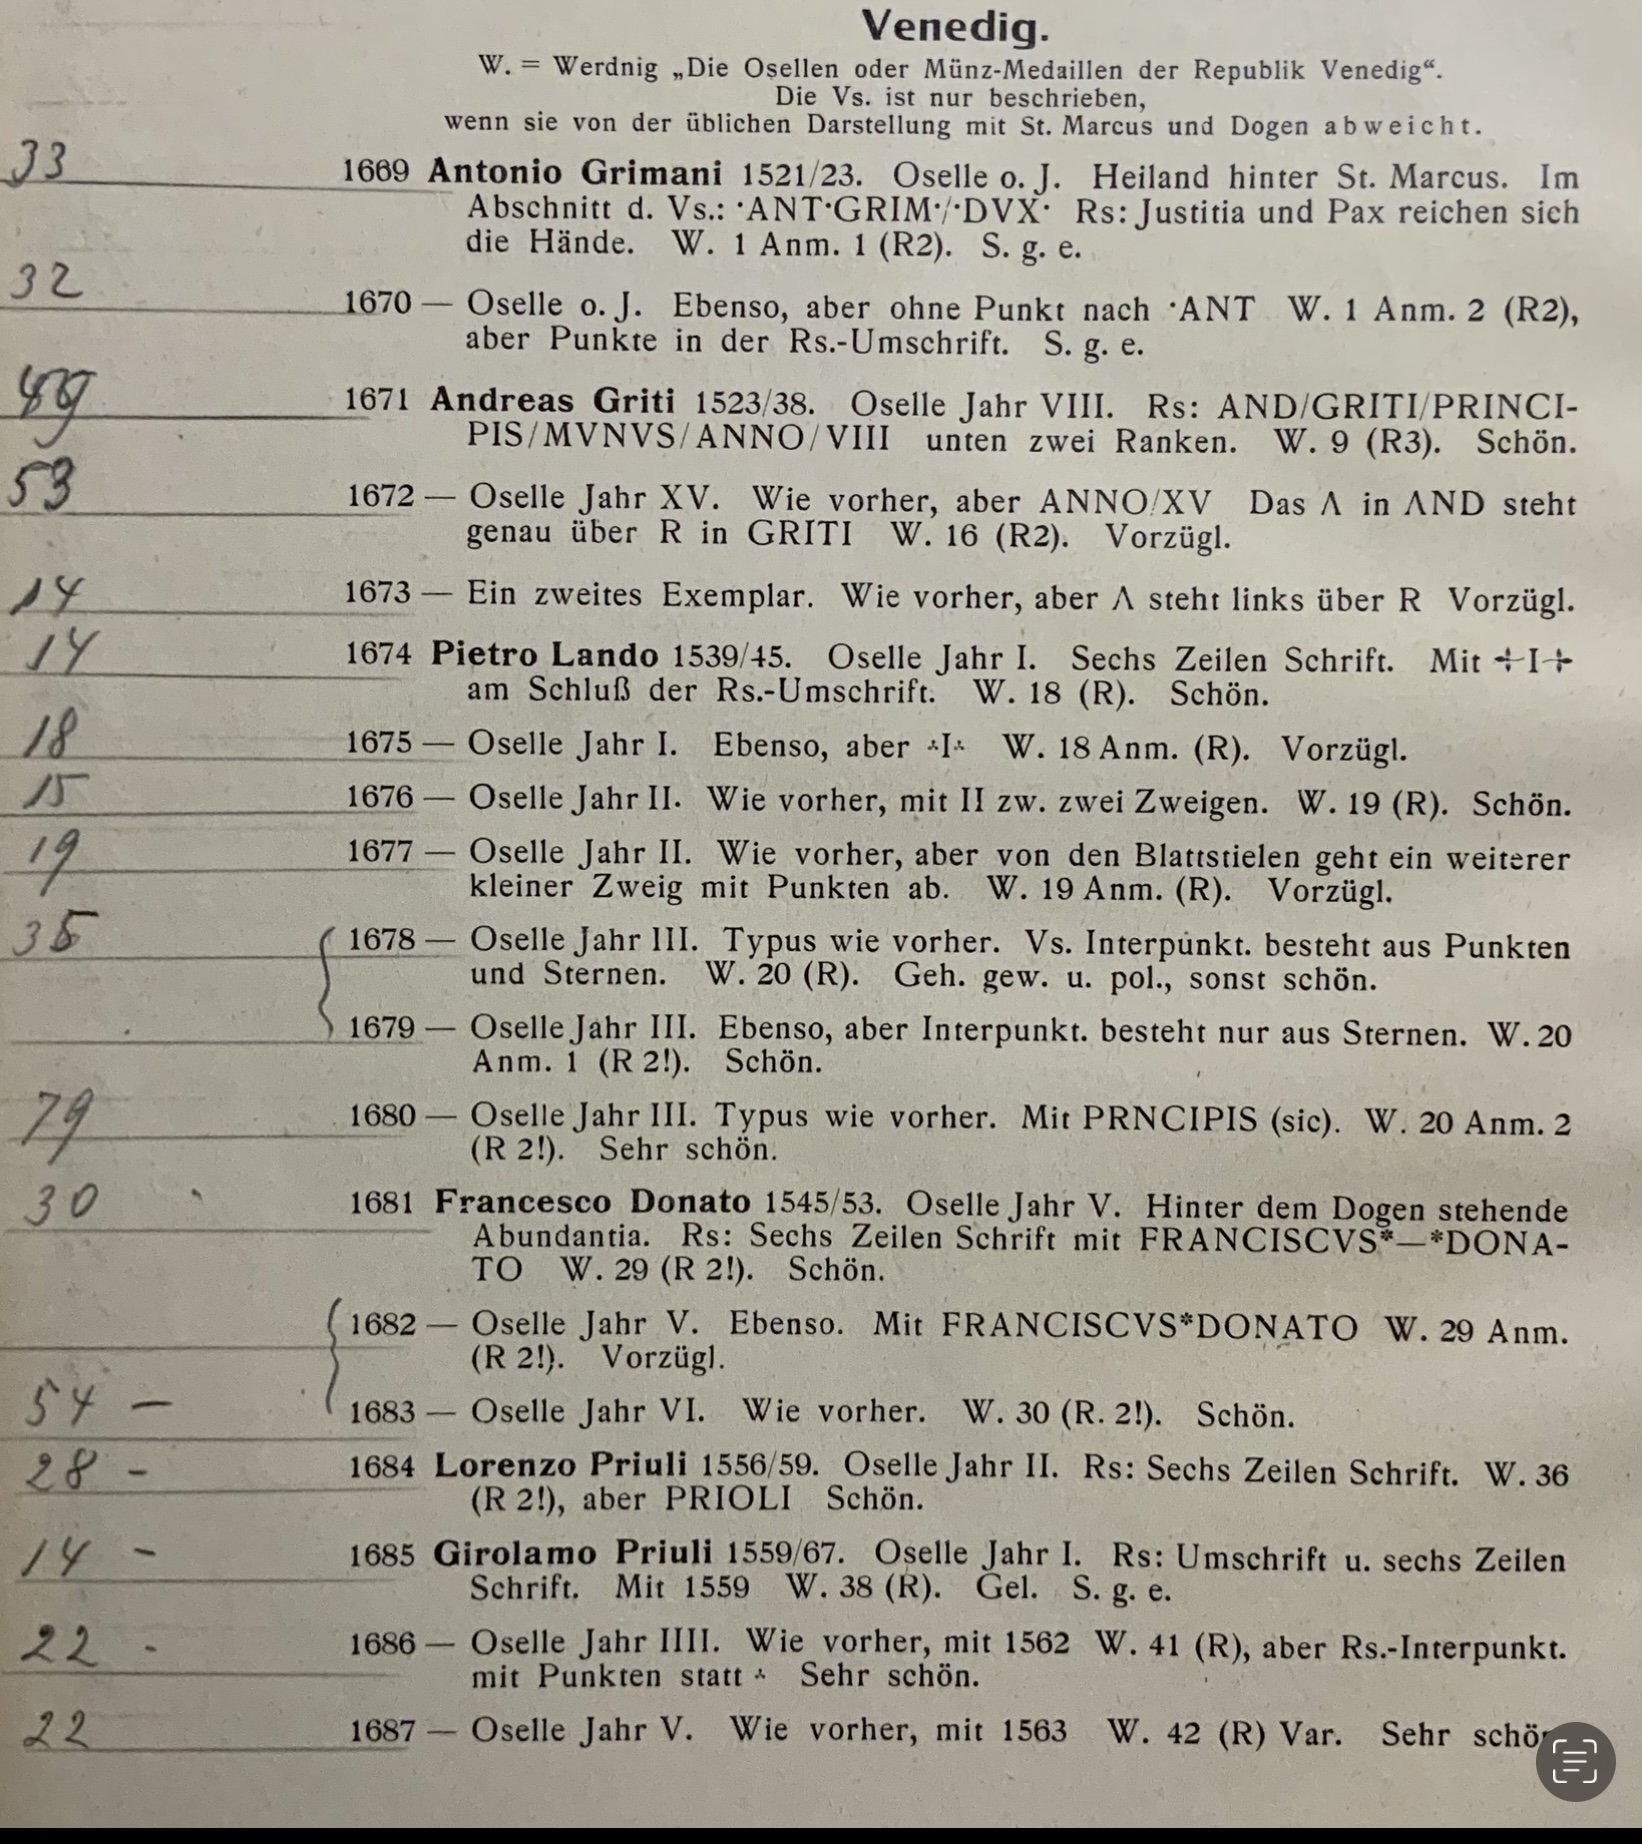 Venedig.
W. = Werdnig „Die Osellen oder Münz-Medaillen der Republik Venedig“.
Die Vs. ist nur beschrieben,
wenn sie von der üblichen Darstellung mit St. Marcus und Dogen abweicht.
33 1669 Antonio Grimani 1521/23. Oselle o. J. Heiland hinter St. Marcus. Im
Abschnitt d. Vs.: ·ANT·GRIM·/·DVX· Rs: Justitia und Pax reichen sich
die Hände. W. 1 Anm. 1 (R2). S. g. e.
32 1670 — Oselle o. J. Ebenso, aber ohne Punkt nach ·ANT W. 1 Anm. 2 (R2),
aber Punkte in der Rs.-Umschrift. S. g. e.
1671 Andreas Griti 1523/38. Oselle Jahr VIII. Rs: AND/GRITI/PRINCI-
PIS/MVNVS/ANNO/VIII unten zwei Ranken. W. 9 (R3). Schön.
53 1672 — Oselle Jahr XV. Wie vorher, aber ANNO/XV Das Λ in ΛND steht
genau über R in GRITI W. 16 (R2). Vorzügl.
14 1673 — Ein zweites Exemplar. Wie vorher, aber Λ steht links über R Vorzügl.
14 1674 Pietro Lando 1539/45. Oselle Jahr I. Sechs Zeilen Schrift. Mit ∹I∻
am Schluß der Rs.-Umschrift. W. 18 (R). Schön.
18 1675 — Oselle Jahr I. Ebenso, aber ∴I∴ W. 18 Anm. (R). Vorzügl.
15 1676 — Oselle Jahr II. Wie vorher, mit II zw. zwei Zweigen. W. 19 (R). Schön.
19 1677 — Oselle Jahr II. Wie vorher, aber von den Blattstielen geht ein weiterer
kleiner Zweig mit Punkten ab. W. 19 Anm. (R). Vorzügl.
1678 — Oselle Jahr III. Typus wie vorher. Vs. Interpunkt. besteht aus Punkten
und Sternen. W. 20 (R). Geh. gew. u. pol., sonst schön.
1679 — Oselle Jahr III. Ebenso, aber Interpunkt. besteht nur aus Sternen. W. 20
Anm. 1 (R 2!). Schön.
79 1680 — Oselle Jahr III. Typus wie vorher. Mit PRNCIPIS (sic). W. 20 Anm. 2
(R 2!). Sehr schön.
30 1681 Francesco Donato 1545/53. Oselle Jahr V. Hinter dem Dogen stehende
Abundantia. Rs: Sechs Zeilen Schrift mit FRANCISCVS*—*DONA-
TO W. 29 (R 2!). Schön.
1682 — Oselle Jahr V. Ebenso. Mit FRANCISCVS*DONATO W. 29 Anm.
(R 2!). Vorzügl.
54 — 1683 — Oselle Jahr VI. Wie vorher. W. 30 (R. 2!). Schön.
28 - 1684 Lorenzo Priuli 1556/59. Oselle Jahr II. Rs: Sechs Zeilen Schrift. W. 36
(R 2!), aber PRIOLI Schön.
14 - 1685 Girolamo Priuli 1559/67. Oselle Jahr I. Rs: Umschrift u. sechs Zeilen
Schrift. Mit 1559 W. 38 (R). Gel. S. g. e.
22 - 1686 — Oselle Jahr IIII. Wie vorher, mit 1562 W. 41 (R), aber Rs.-Interpunkt.
mit Punkten statt ∴ Sehr schön.
22 1687 — Oselle Jahr V. Wie vorher, mit 1563 W. 42 (R) Var. Sehr schön